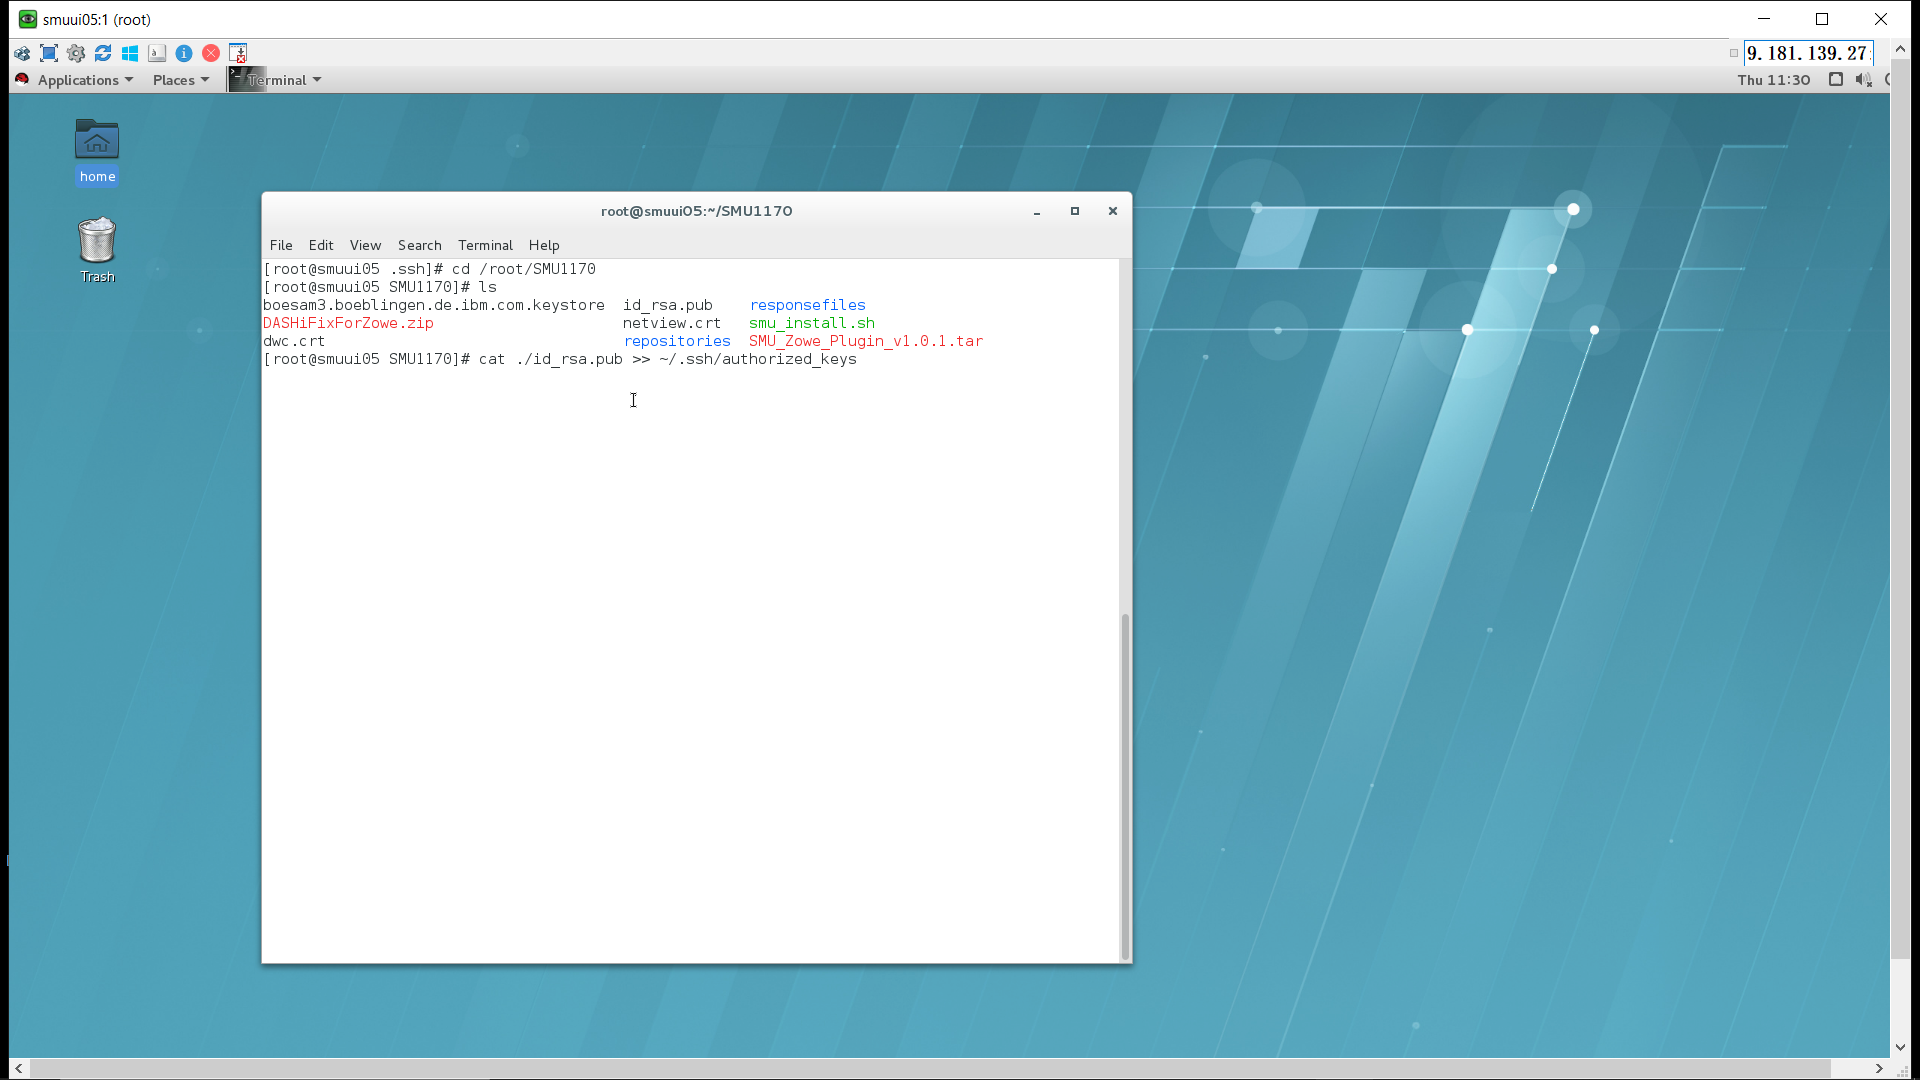 smuui05:1 (root)
9.181.139.27
Applications Places Terminal
Thu 11:30
home
Trash
root@smuui05:~/SMU1170
File Edit View Search Terminal Help
[root@smuui05 .ssh]# cd /root/SMU1170
[root@smuui05 SMU1170]# ls
boesam3.boeblingen.de.ibm.com.keystore id_rsa.pub responsefiles
DASHiFixForZowe.zip netview.crt smu_install.sh
dwc.crt repositories SMU_Zowe_Plugin_v1.0.1.tar
[root@smuui05 SMU1170]# cat ./id_rsa.pub >> ~/.ssh/authorized_keys